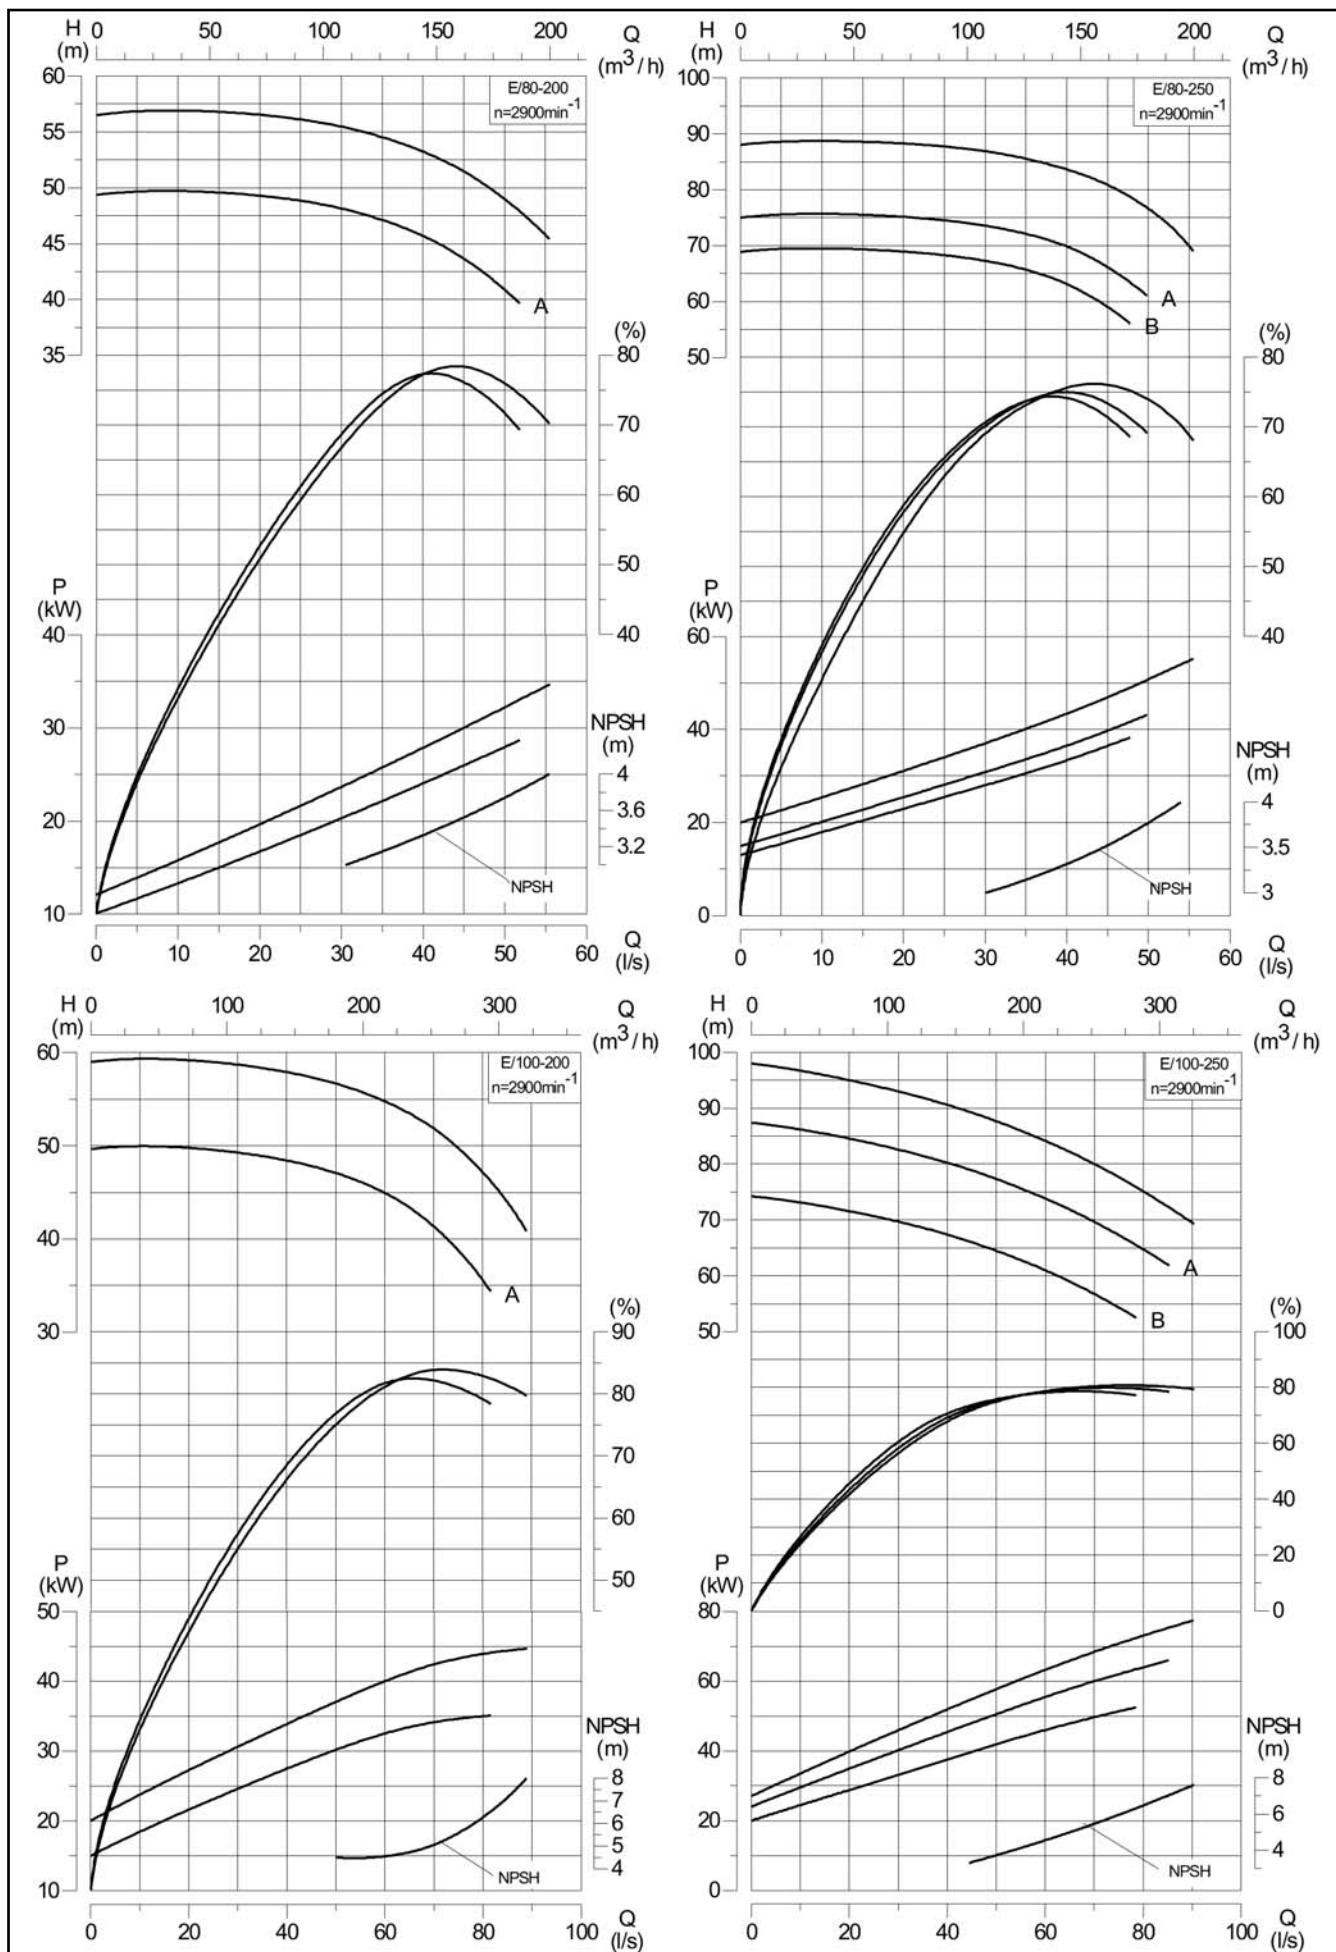 H 0 50 100 150 200 Q
(m) (m³/h)
60
E/80-200
n=2900min⁻¹
55
50
45
40
A
35
(%)
80
70
60
50
40
P
(kW)
40
30
20
10
NPSH
(m)
4
3.6
3.2
NPSH
0 10 20 30 40 50 60
Q
(l/s)
H 0 50 100 150 200 Q
(m) (m³/h)
100
E/80-250
n=2900min⁻¹
90
80
70
60
A
B
50
(%)
80
70
60
50
40
P
(kW)
60
40
20
0
NPSH
(m)
4
3.5
3
NPSH
0 10 20 30 40 50 60
Q
(l/s)
H 0 100 200 300 Q
(m) (m³/h)
60
E/100-200
n=2900min⁻¹
50
40
A
30
(%)
90
80
70
60
50
P
(kW)
50
40
30
20
10
NPSH
(m)
8
7
6
5
4
NPSH
0 20 40 60 80 100 Q
(l/s)
H 0 100 200 300 Q
(m) (m³/h)
100
E/100-250
n=2900min⁻¹
90
80
70
60
A
B
50
(%)
100
80
60
40
20
0
P
(kW)
80
60
40
20
0
NPSH
(m)
8
6
4
NPSH
0 20 40 60 80 100 Q
(l/s)